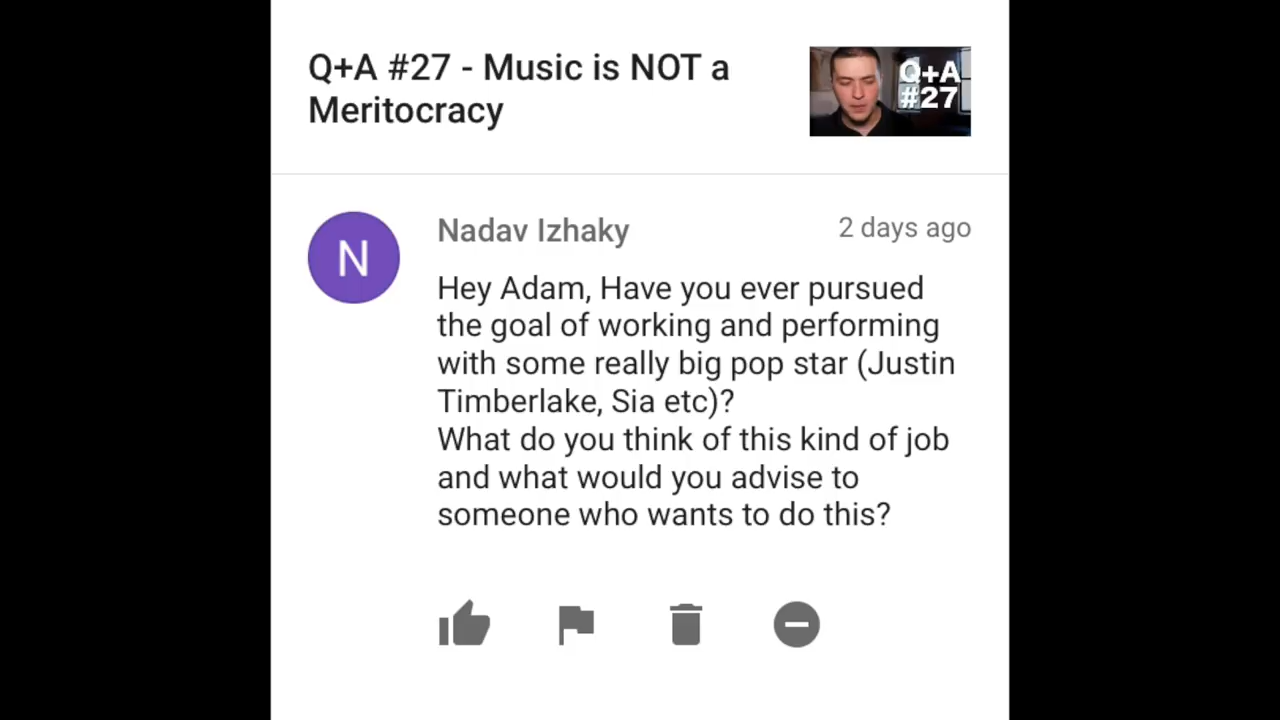 Q+A #27 - Music is NOT a
Meritocracy
Q+A
#27
N
Nadav Izhaky
2 days ago
Hey Adam, Have you ever pursued
the goal of working and performing
with some really big pop star (Justin
Timberlake, Sia etc)?
What do you think of this kind of job
and what would you advise to
someone who wants to do this?